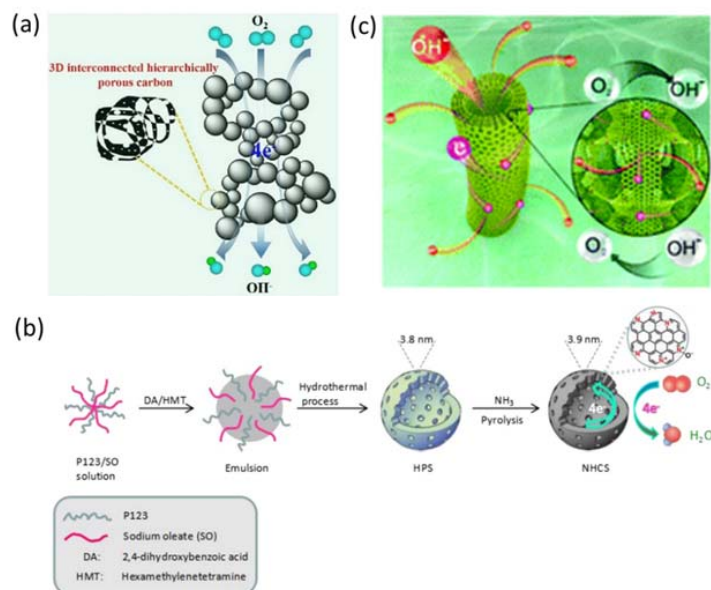 (a)
3D interconnected hierarchically
porous carbon
O₂
4e⁻
OH⁻
(c)
OH⁻
e
O₂
OH⁻
O₂
OH⁻
(b)
P123/SO
solution
DA/HMT
Emulsion
Hydrothermal
process
3.8 nm
HPS
NH₃
Pyrolysis
3.9 nm
4e⁻
NHCS
O₂
4e⁻
H₂O
P123
Sodium oleate (SO)
DA: 2,4-dihydroxybenzoic acid
HMT: Hexamethylenetetramine